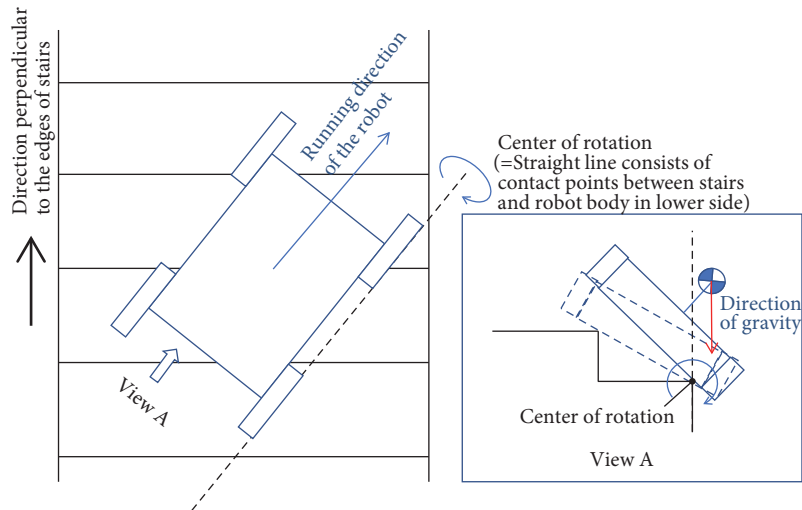 Direction perpendicular
to the edges of stairs
Running direction
of the robot
View A
Center of rotation
(=Straight line consists of
contact points between stairs
and robot body in lower side)
Direction
of gravity
Center of rotation
View A